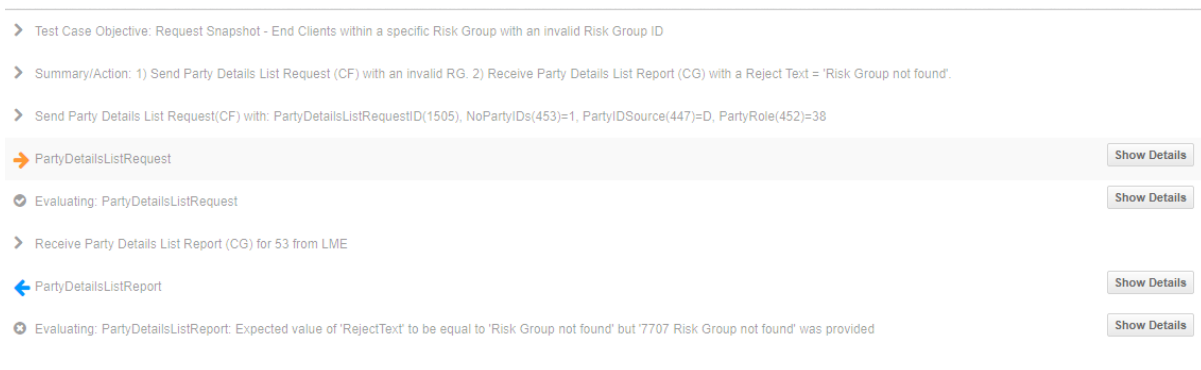 Test Case Objective: Request Snapshot - End Clients within a specific Risk Group with an invalid Risk Group ID
Summary/Action: 1) Send Party Details List Request (CF) with an invalid RG. 2) Receive Party Details List Report (CG) with a Reject Text = 'Risk Group not found'.
Send Party Details List Request(CF) with: PartyDetailsListRequestID(1505), NoPartyIDs(453)=1, PartyIDSource(447)=D, PartyRole(452)=38
PartyDetailsListRequest Show Details
Evaluating: PartyDetailsListRequest Show Details
Receive Party Details List Report (CG) for 53 from LME
PartyDetailsListReport Show Details
Evaluating: PartyDetailsListReport: Expected value of 'RejectText' to be equal to 'Risk Group not found' but '7707 Risk Group not found' was provided Show Details